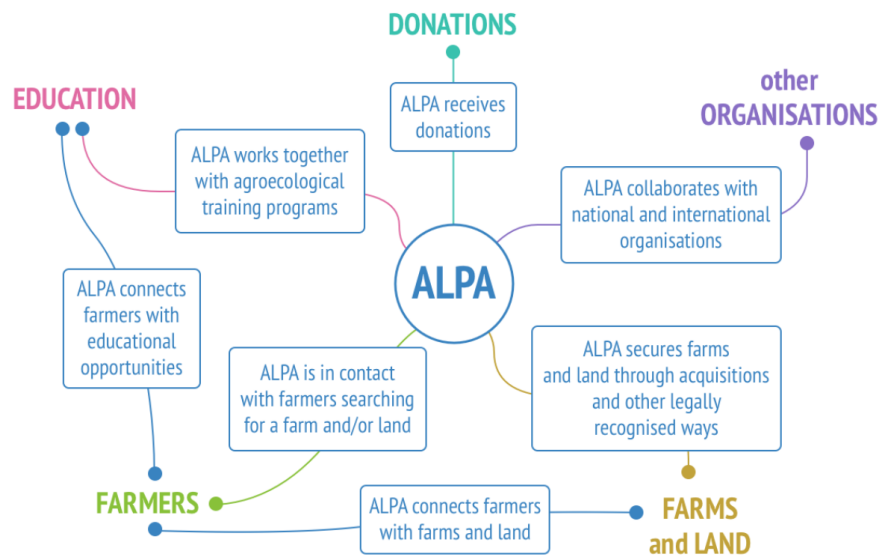 DONATIONS
ALPA receives
donations
EDUCATION
ALPA works together
with agroecological
training programs
other
ORGANISATIONS
ALPA collaborates with
national and international
organisations
ALPA
ALPA connects
farmers with
educational
opportunities
ALPA is in contact
with farmers searching
for a farm and/or land
ALPA secures farms
and land through acquisitions
and other legally
recognised ways
FARMERS
ALPA connects farmers
with farms and land
FARMS
and LAND